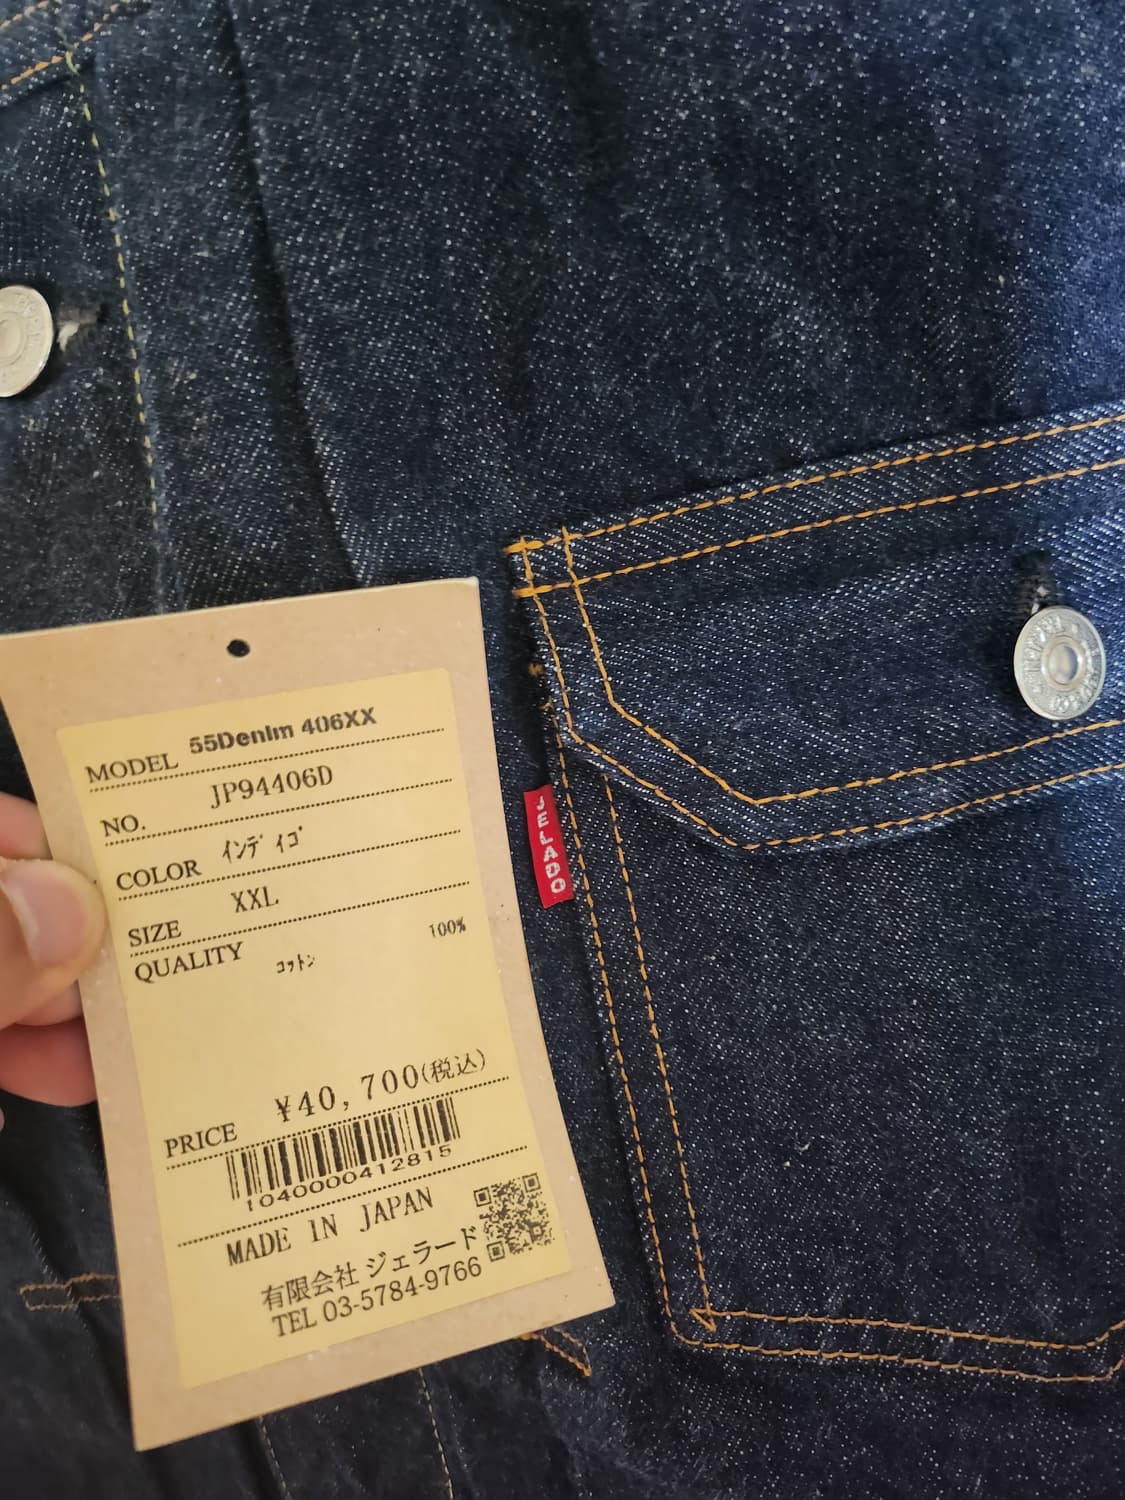 MODEL 55Denim 406XX
NO. JP94406D
COLOR ｲﾝﾃﾞｨｺﾞ
SIZE XXL
QUALITY
ｺｯﾄﾝ 100%
PRICE ¥40,700(税込)
1040000412815
MADE IN JAPAN
有限会社 ジェラード
TEL 03-5784-9766
JELADO